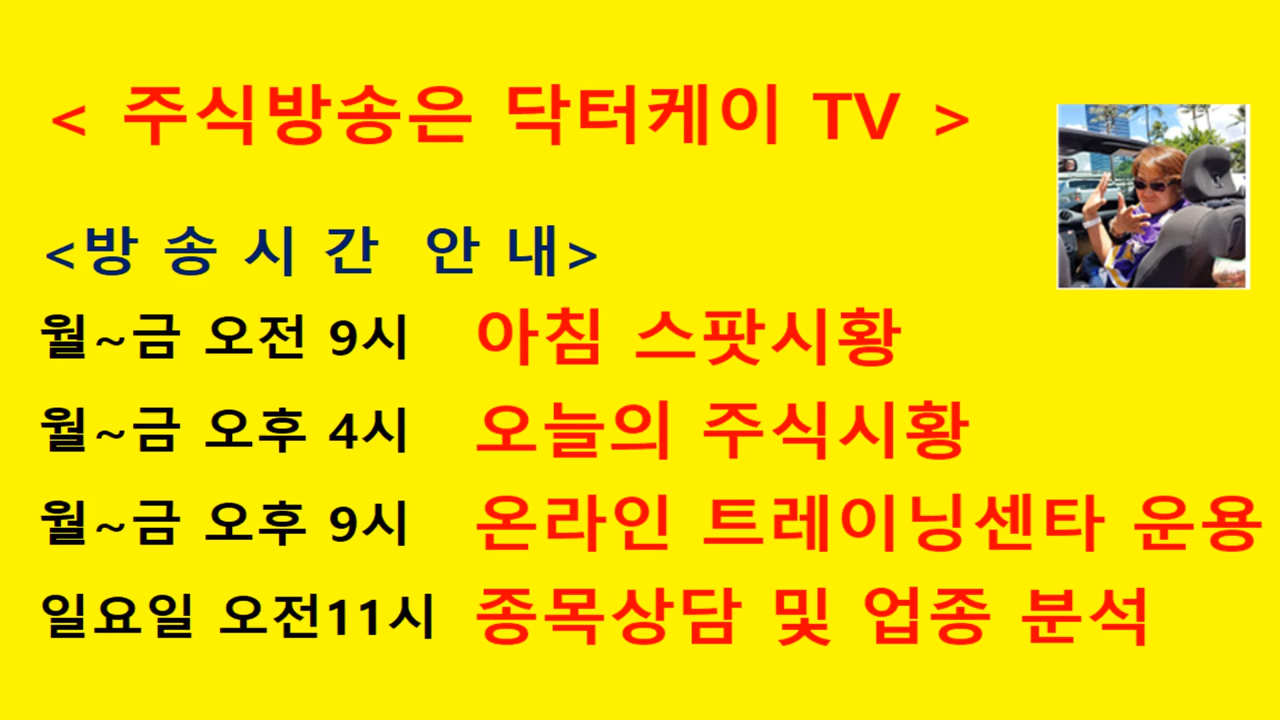 < 주식방송은 닥터케이 TV >
<방 송 시 간 안 내>
월~금 오전 9시 아침 스팟시황
월~금 오후 4시 오늘의 주식시황
월~금 오후 9시 온라인 트레이닝센타 운용
일요일 오전11시 종목상담 및 업종 분석